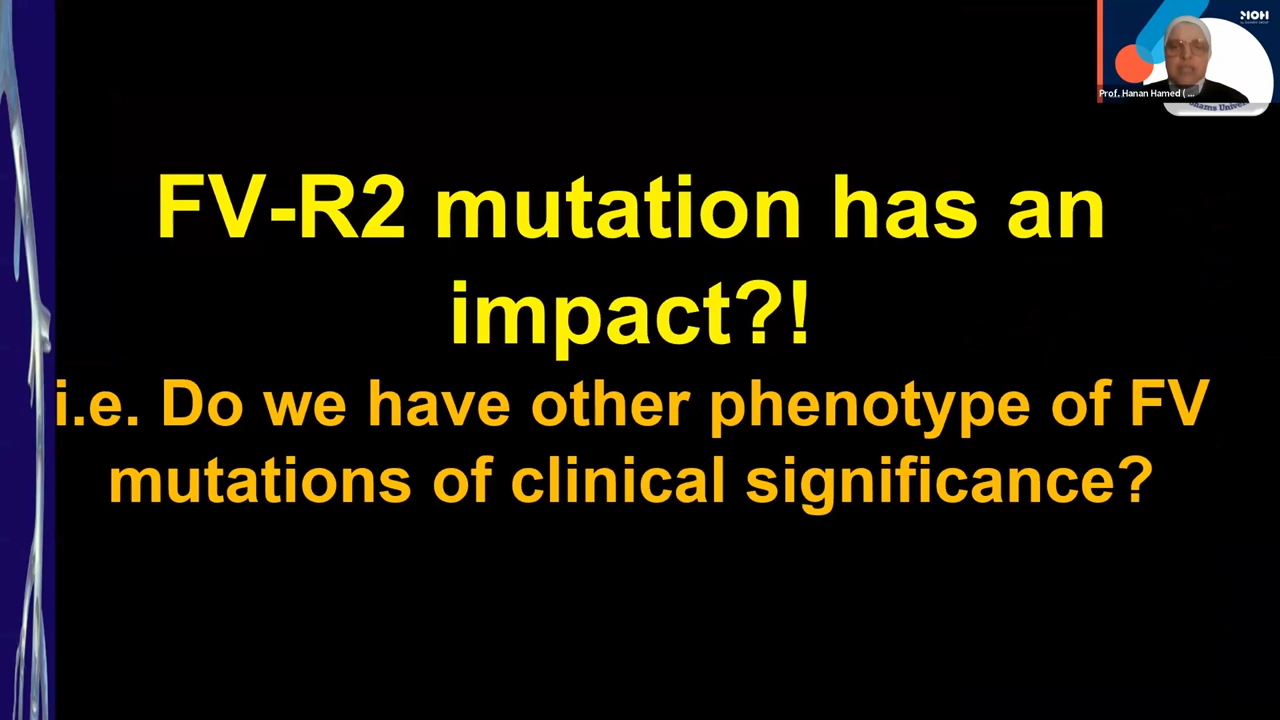 FV-R2 mutation has an
impact?!
i.e. Do we have other phenotype of FV
mutations of clinical significance?
Prof. Hanan Hamed ( ...